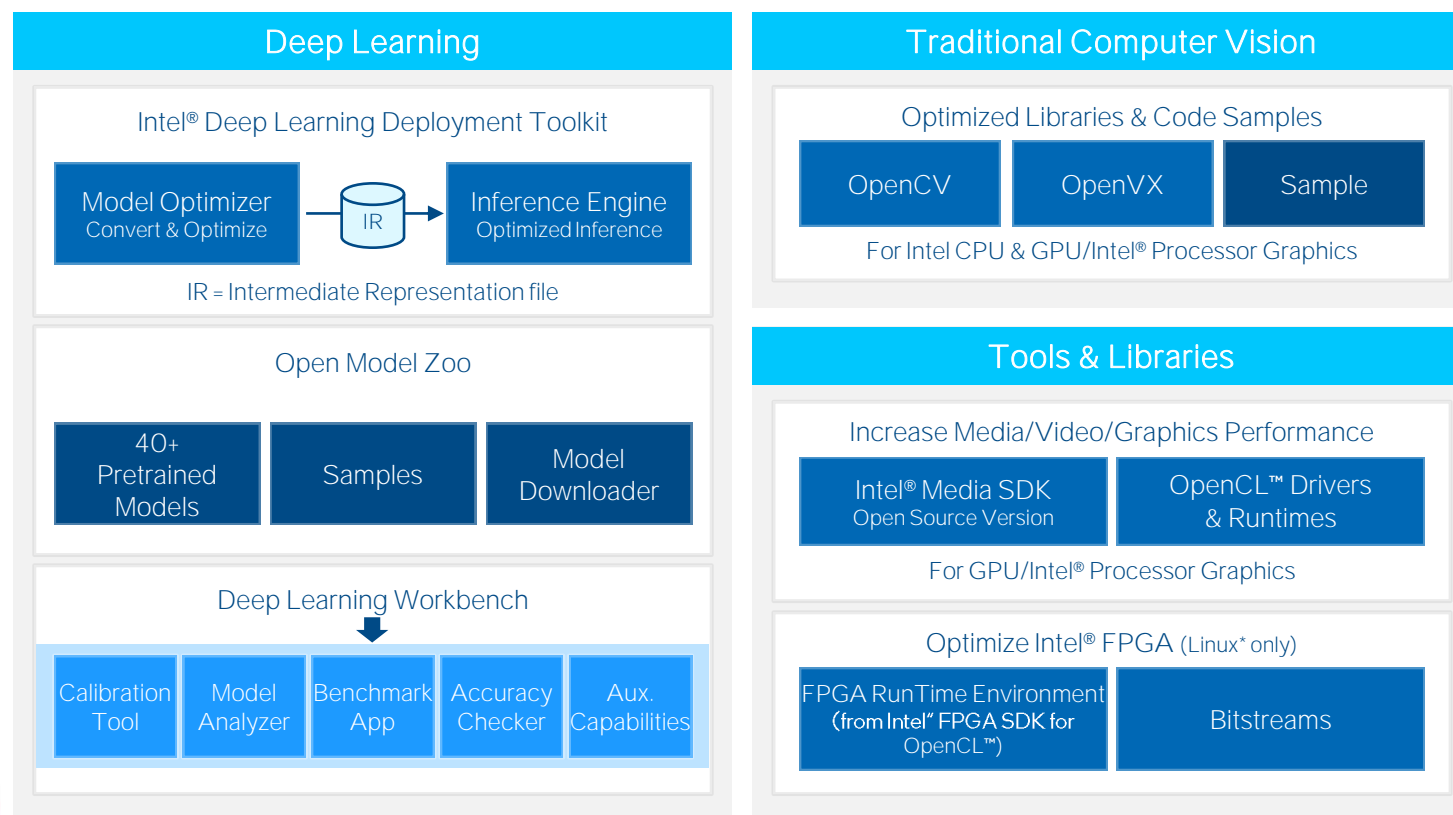 Deep Learning
Intel® Deep Learning Deployment Toolkit
Model Optimizer
Convert & Optimize
IR
Inference Engine
Optimized Inference
IR = Intermediate Representation file
Open Model Zoo
40+
Pretrained
Models
Samples
Model
Downloader
Deep Learning Workbench
Calibration
Tool
Model
Analyzer
Benchmark
App
Accuracy
Checker
Aux.
Capabilities
Traditional Computer Vision
Optimized Libraries & Code Samples
OpenCV
OpenVX
Sample
For Intel CPU & GPU/Intel® Processor Graphics
Tools & Libraries
Increase Media/Video/Graphics Performance
Intel® Media SDK
Open Source Version
OpenCL™ Drivers
& Runtimes
For GPU/Intel® Processor Graphics
Optimize Intel® FPGA (Linux* only)
FPGA RunTime Environment
(from Intel® FPGA SDK for
OpenCL™)
Bitstreams